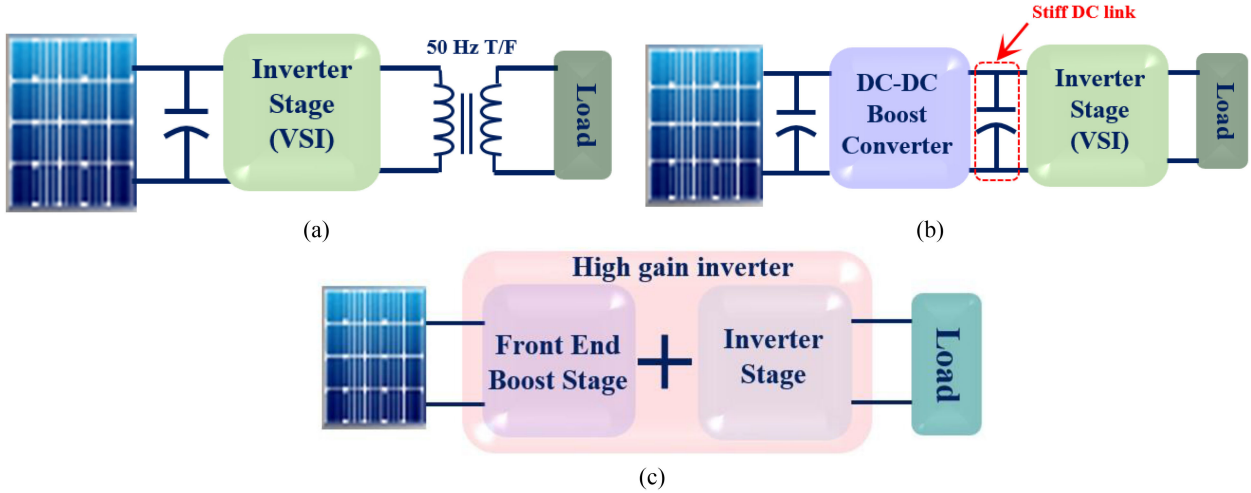 Stiff DC link
50 Hz T/F
Inverter
Stage
(VSI)
Load
DC-DC
Boost
Converter
Inverter
Stage
(VSI)
Load
(a)
(b)
High gain inverter
Front End
Boost Stage
Inverter
Stage
Load
(c)